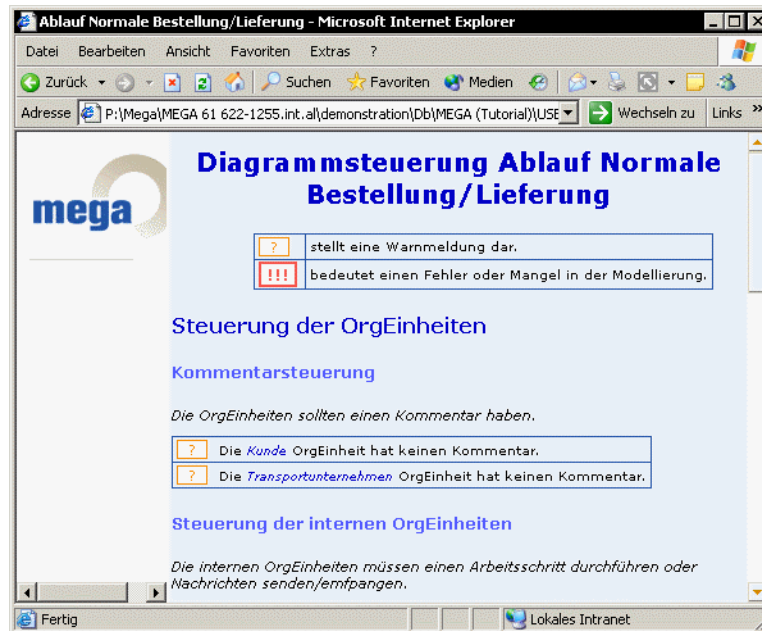 Ablauf Normale Bestellung/Lieferung - Microsoft Internet Explorer
Datei Bearbeiten Ansicht Favoriten Extras ?
Zurück Suchen Favoriten Medien
Adresse P:\Mega\MEGA 61 622-1255.int.al\demonstration\Db\MEGA (Tutorial)\USE Wechseln zu Links »
mega
Diagrammsteuerung Ablauf Normale
Bestellung/Lieferung
? stellt eine Warnmeldung dar.
!!! bedeutet einen Fehler oder Mangel in der Modellierung.
Steuerung der OrgEinheiten
Kommentarsteuerung
Die OrgEinheiten sollten einen Kommentar haben.
? Die Kunde OrgEinheit hat keinen Kommentar.
? Die Transportunternehmen OrgEinheit hat keinen Kommentar.
Steuerung der internen OrgEinheiten
Die internen OrgEinheiten müssen einen Arbeitsschritt durchführen oder
Nachrichten senden/emfpangen.
Fertig Lokales Intranet